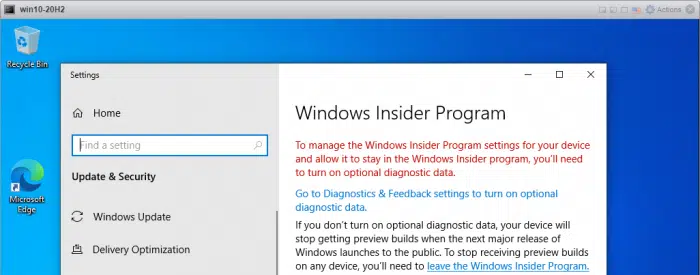 win10-20H2
Actions
Recycle Bin
Settings
Home
Windows Insider Program
Find a setting
To manage the Windows Insider Program settings for your device
and allow it to stay in the Windows Insider program, you'll need
to turn on optional diagnostic data.
Microsoft
Edge
Update & Security
Go to Diagnostics & Feedback settings to turn on optional
diagnostic data.
Windows Update
If you don't turn on optional diagnostic data, your device will
stop getting preview builds when the next major release of
Windows launches to the public. To stop receiving preview builds
on any device, you'll need to leave the Windows Insider Program.
Delivery Optimization